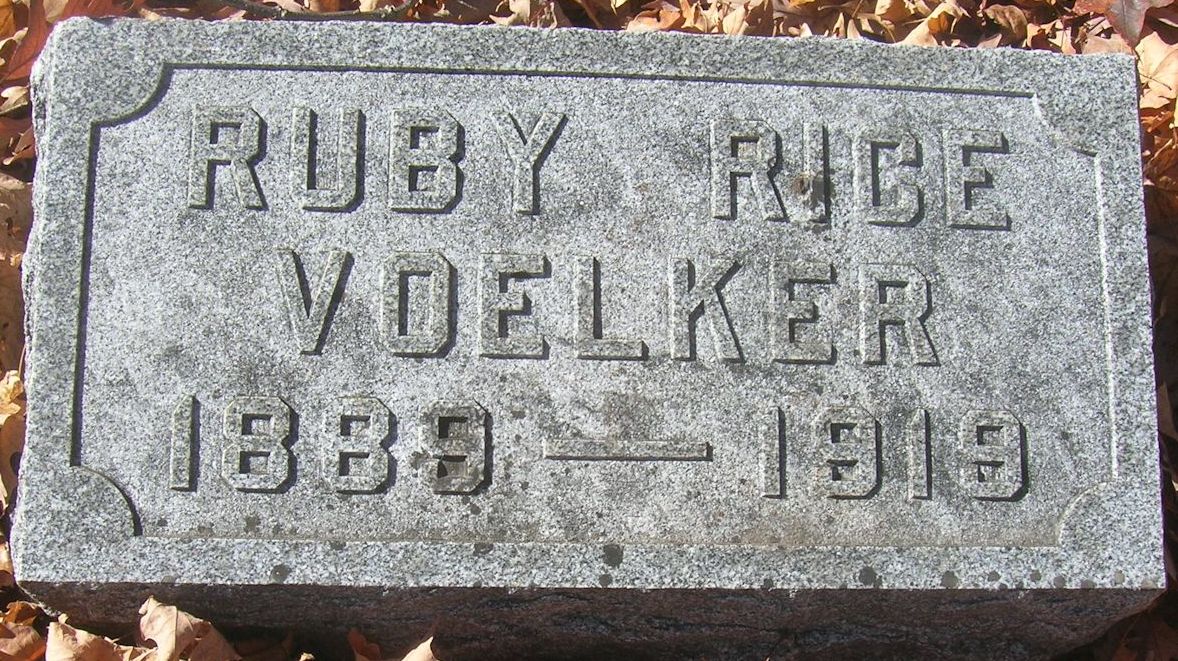 RUBY RICE
VOELKER
1889 — 1919